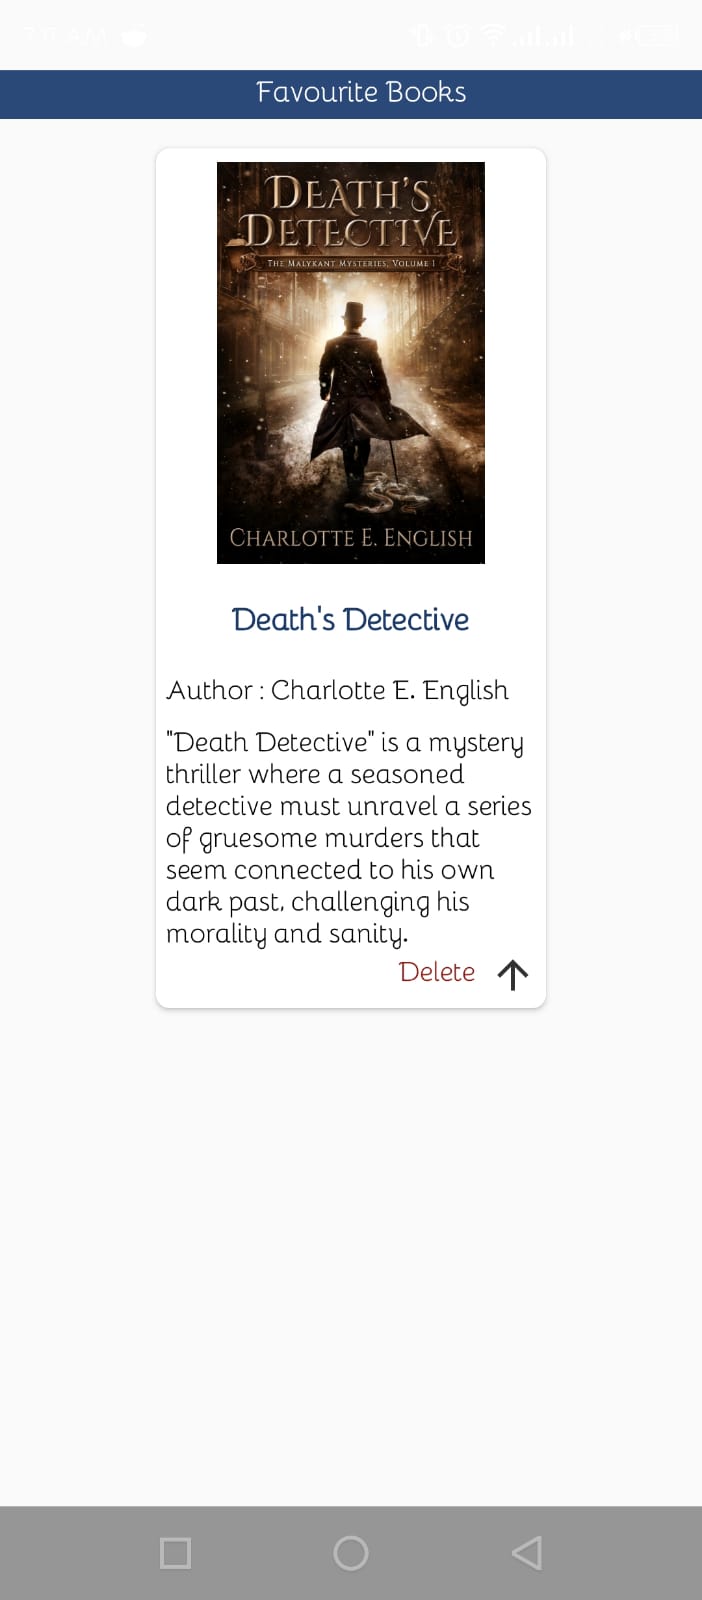 Favourite Books
DEATH'S
DETECTIVE
THE MALYKANT MYSTERIES, VOLUME 1
CHARLOTTE E. ENGLISH
Death's Detective
Author : Charlotte E. English
"Death Detective" is a mystery
thriller where a seasoned
detective must unravel a series
of gruesome murders that
seem connected to his own
dark past, challenging his
morality and sanity.
Delete